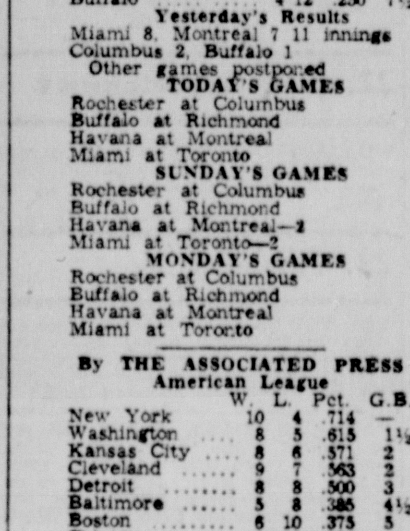 Yesterday's Results
Miami 8, Montreal 7 11 innings
Columbus 2, Buffalo 1
Other games postponed
TODAY'S GAMES
Rochester at Columbus
Buffalo at Richmond
Havana at Montreal
Miami at Toronto
SUNDAY'S GAMES
Rochester at Columbus
Buffalo at Richmond
Havana at Montreal—2
Miami at Toronto—2
MONDAY'S GAMES
Rochester at Columbus
Buffalo at Richmond
Havana at Montreal
Miami at Toronto
By THE ASSOCIATED PRESS
American League
W. L. Pct. G.B.
New York 10 4 .714 —
Washington .... 8 5 .615 1½
Kansas City .. 8 6 .571 2
Cleveland ..... 9 7 .563 2
Detroit ....... 8 8 .500 3
Baltimore ..... 5 8 .385 4½
Boston ........ 6 10 .375 5